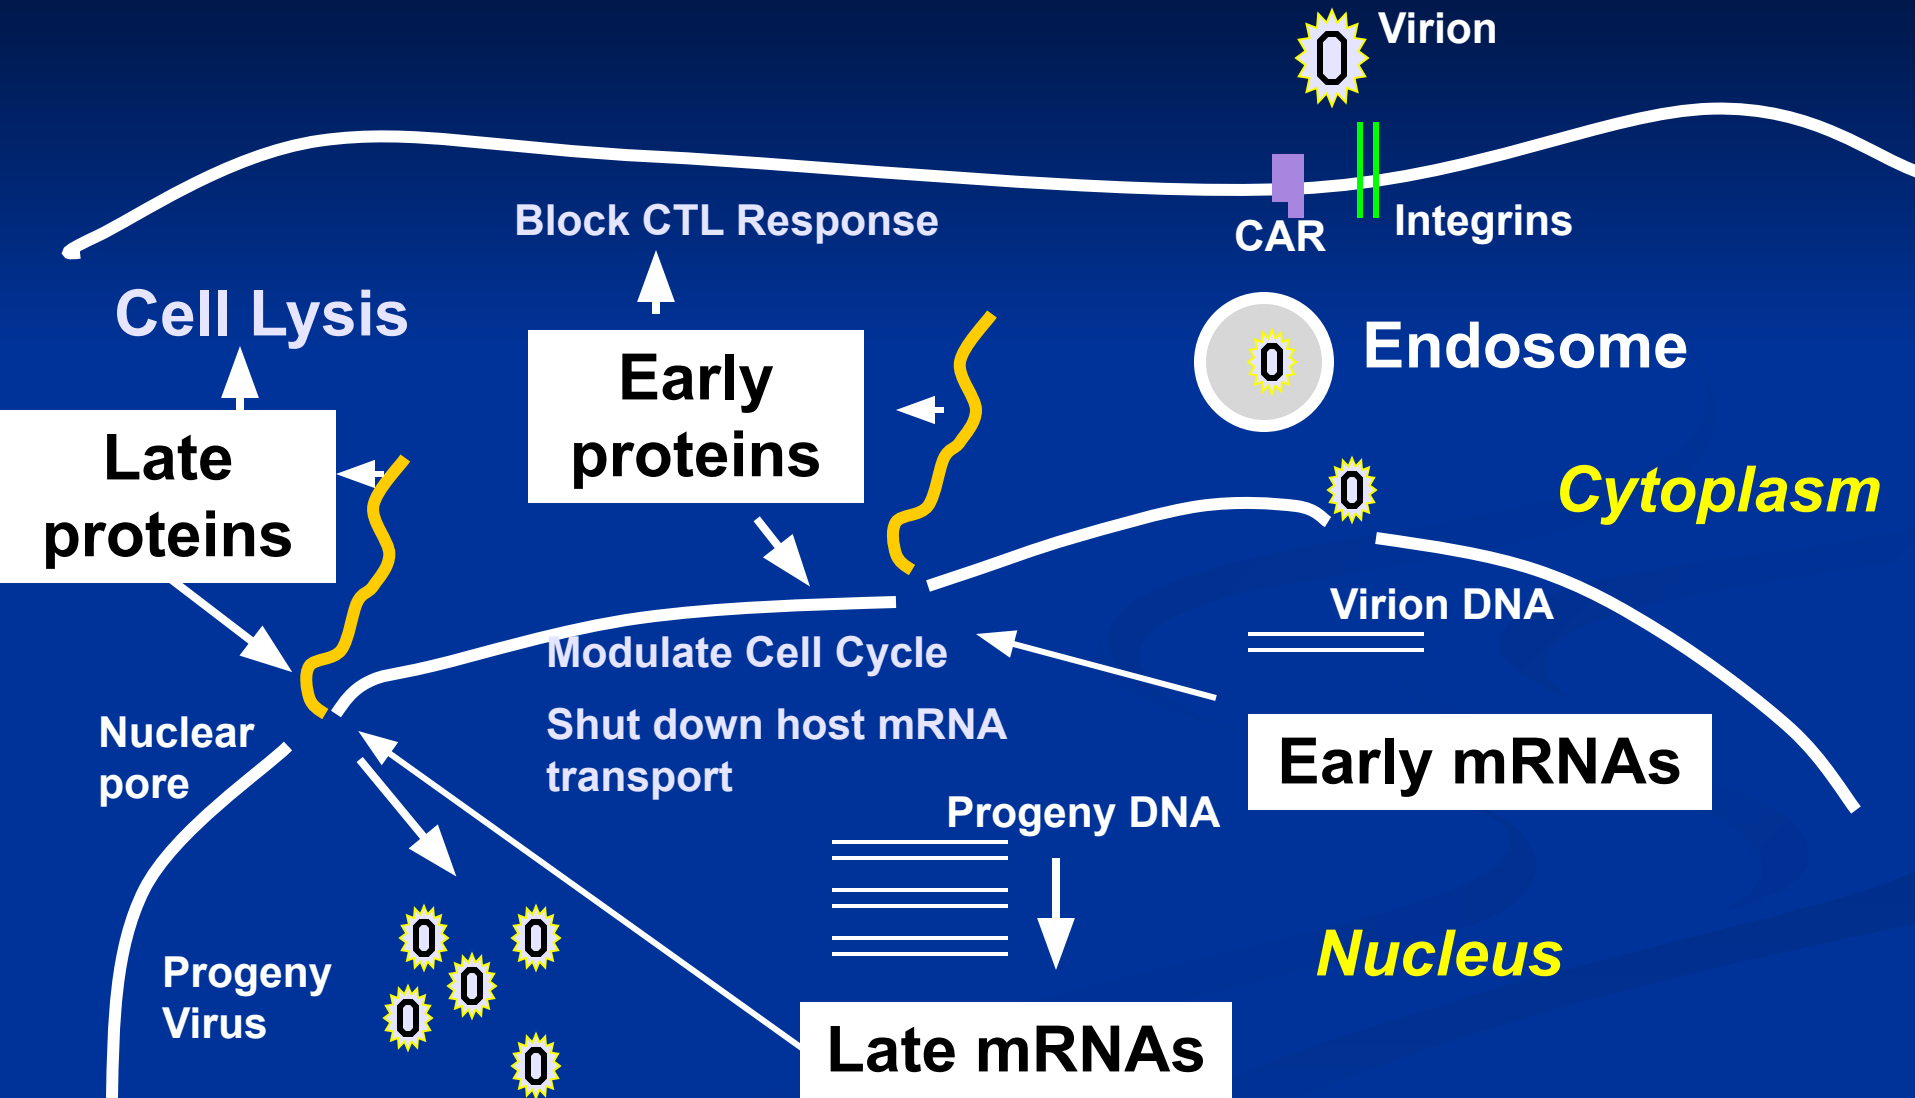 Virion
Block CTL Response
CAR
Integrins
Cell Lysis
Early
proteins
Endosome
Late
proteins
Cytoplasm
Virion DNA
Modulate Cell Cycle
Shut down host mRNA
transport
Nuclear
pore
Early mRNAs
Progeny DNA
Progeny
Virus
Nucleus
Late mRNAs